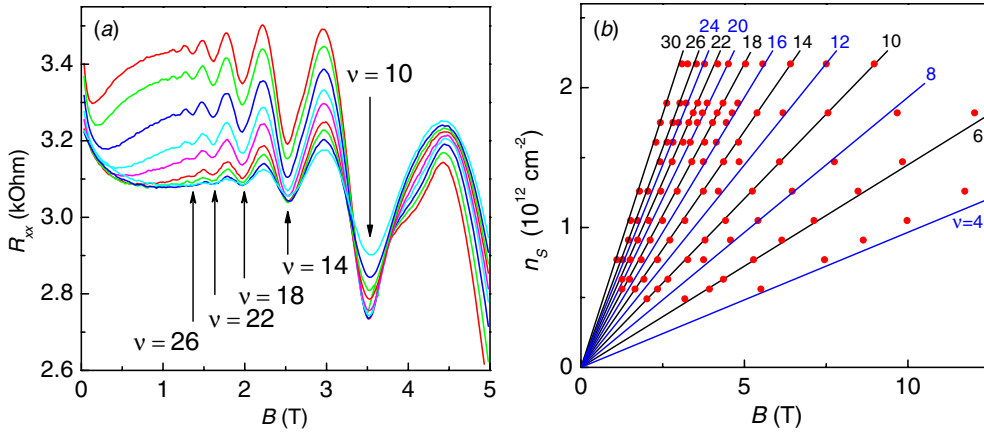 (a)
ν = 10
R_xx (kOhm)
3.4
3.2
3.0
2.8
2.6
ν = 14
ν = 18
ν = 22
ν = 26
0 1 2 3 4 5
B (T)
(b)
24 20
30 26 22 18 14 10
16 12
8
6
ν=4
n_S (10^12 cm^-2)
2
1
0
0 5 10
B (T)